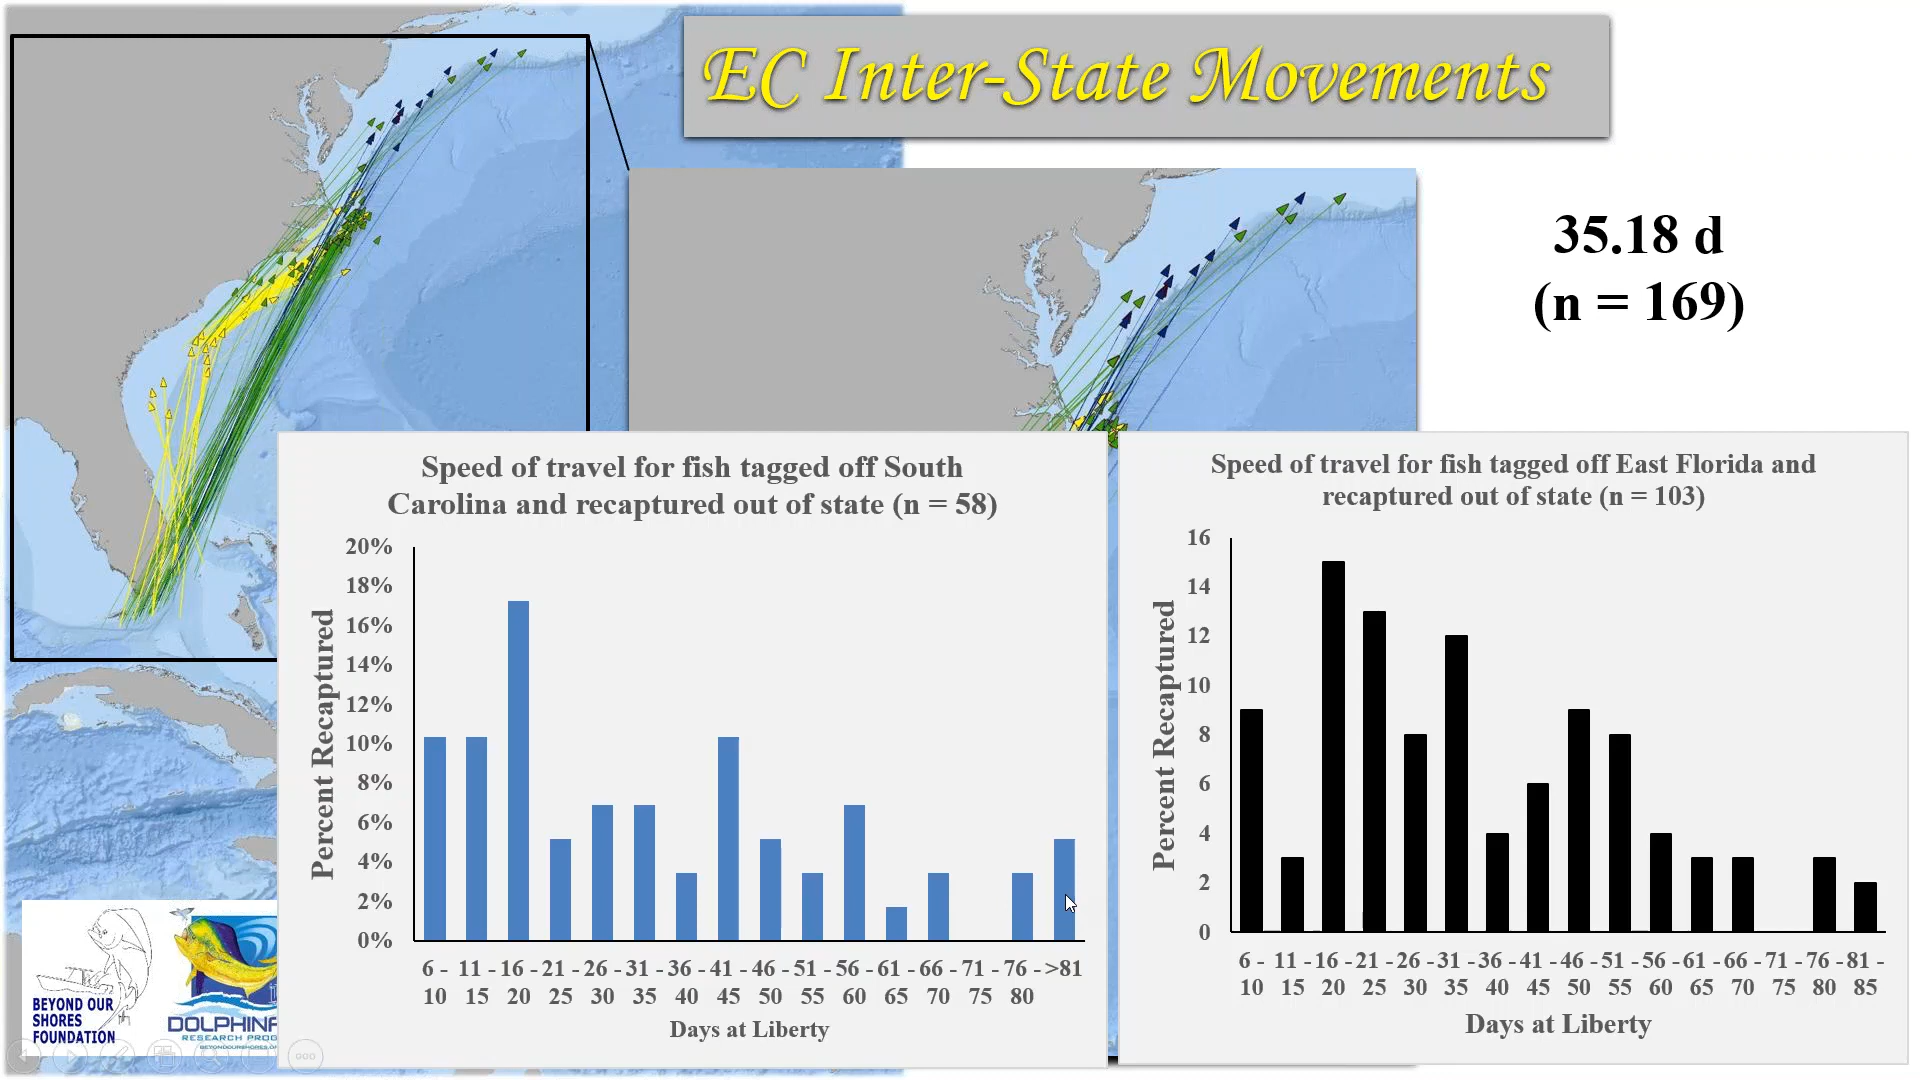 EC Inter-State Movements
35.18 d
(n = 169)
Speed of travel for fish tagged off South
Carolina and recaptured out of state (n = 58)
Percent Recaptured
20%
18%
16%
14%
12%
10%
8%
6%
4%
2%
0%
6 - 11 - 16 - 21 - 26 - 31 - 36 - 41 - 46 - 51 - 56 - 61 - 66 - 71 - 76 - >81
10 15 20 25 30 35 40 45 50 55 60 65 70 75 80
Days at Liberty
Speed of travel for fish tagged off East Florida and
recaptured out of state (n = 103)
Percent Recaptured
16
14
12
10
8
6
4
2
0
6 - 11 - 16 - 21 - 26 - 31 - 36 - 41 - 46 - 51 - 56 - 61 - 66 - 71 - 76 - 81 -
10 15 20 25 30 35 40 45 50 55 60 65 70 75 80 85
Days at Liberty
BEYOND OUR
SHORES
FOUNDATION
DOLPHINF
RESEARCH PROG